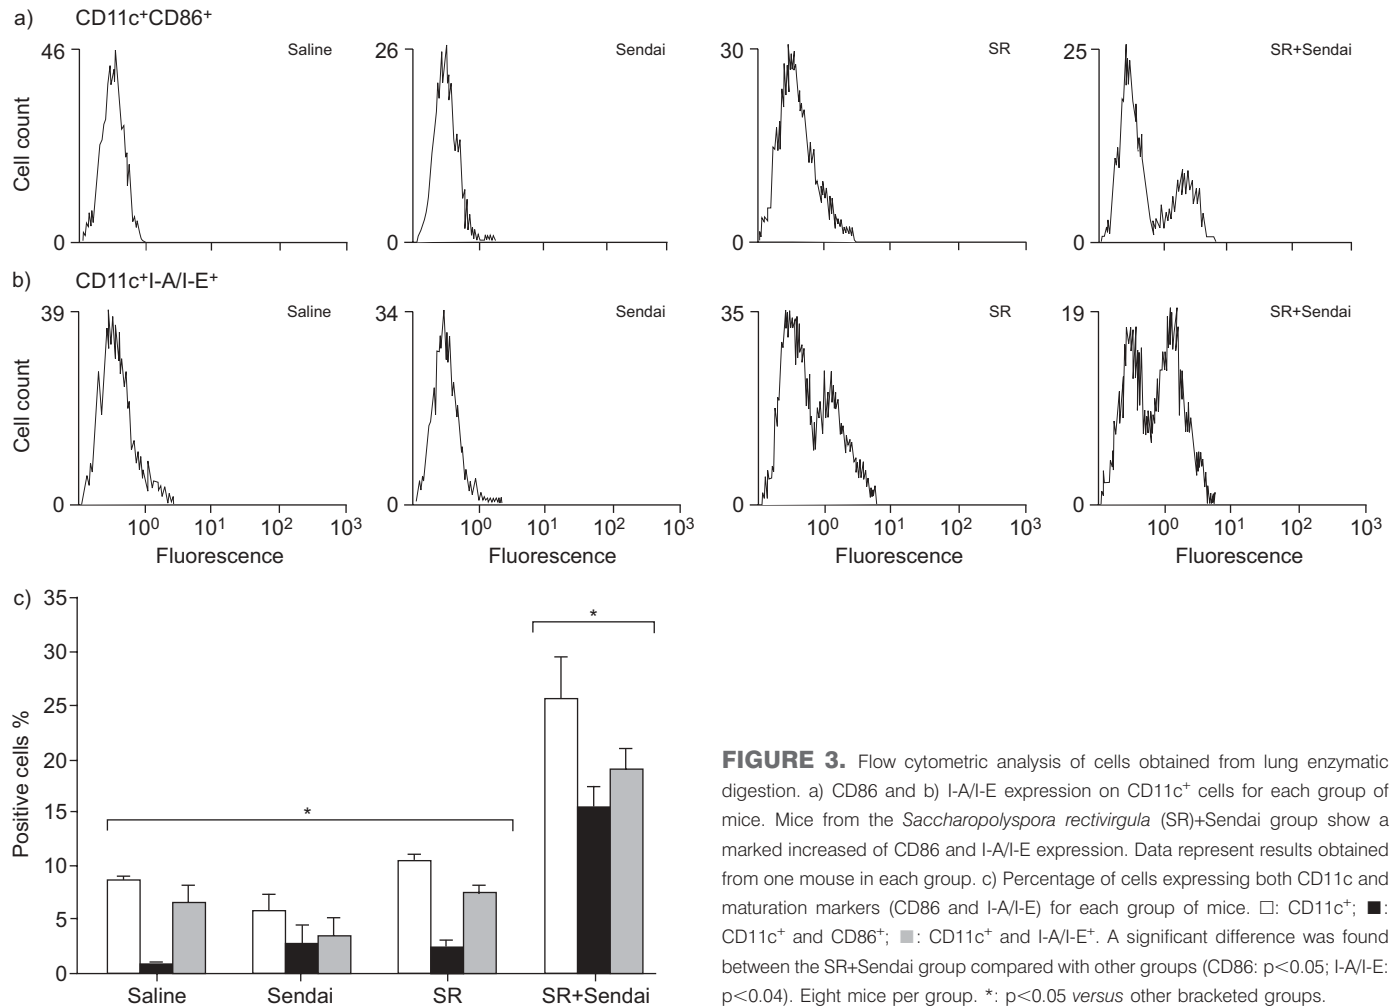 a) CD11c⁺CD86⁺
Saline
Sendai
SR
SR+Sendai
46
26
30
25
Cell count
0
0
0
0
b) CD11c⁺I-A/I-E⁺
Saline
Sendai
SR
SR+Sendai
39
34
35
19
Cell count
0
0
0
0
10⁰ 10¹ 10² 10³
10⁰ 10¹ 10² 10³
10⁰ 10¹ 10² 10³
10⁰ 10¹ 10² 10³
Fluorescence
Fluorescence
Fluorescence
Fluorescence
c)
35
30
25
20
15
10
5
0
Positive cells %
*
*
Saline
Sendai
SR
SR+Sendai
FIGURE 3. Flow cytometric analysis of cells obtained from lung enzymatic
digestion. a) CD86 and b) I-A/I-E expression on CD11c⁺ cells for each group of
mice. Mice from the Saccharopolyspora rectivirgula (SR)+Sendai group show a
marked increased of CD86 and I-A/I-E expression. Data represent results obtained
from one mouse in each group. c) Percentage of cells expressing both CD11c and
maturation markers (CD86 and I-A/I-E) for each group of mice. □: CD11c⁺; ■:
CD11c⁺ and CD86⁺; ■: CD11c⁺ and I-A/I-E⁺. A significant difference was found
between the SR+Sendai group compared with other groups (CD86: p<0.05; I-A/I-E:
p<0.04). Eight mice per group. *: p<0.05 versus other bracketed groups.